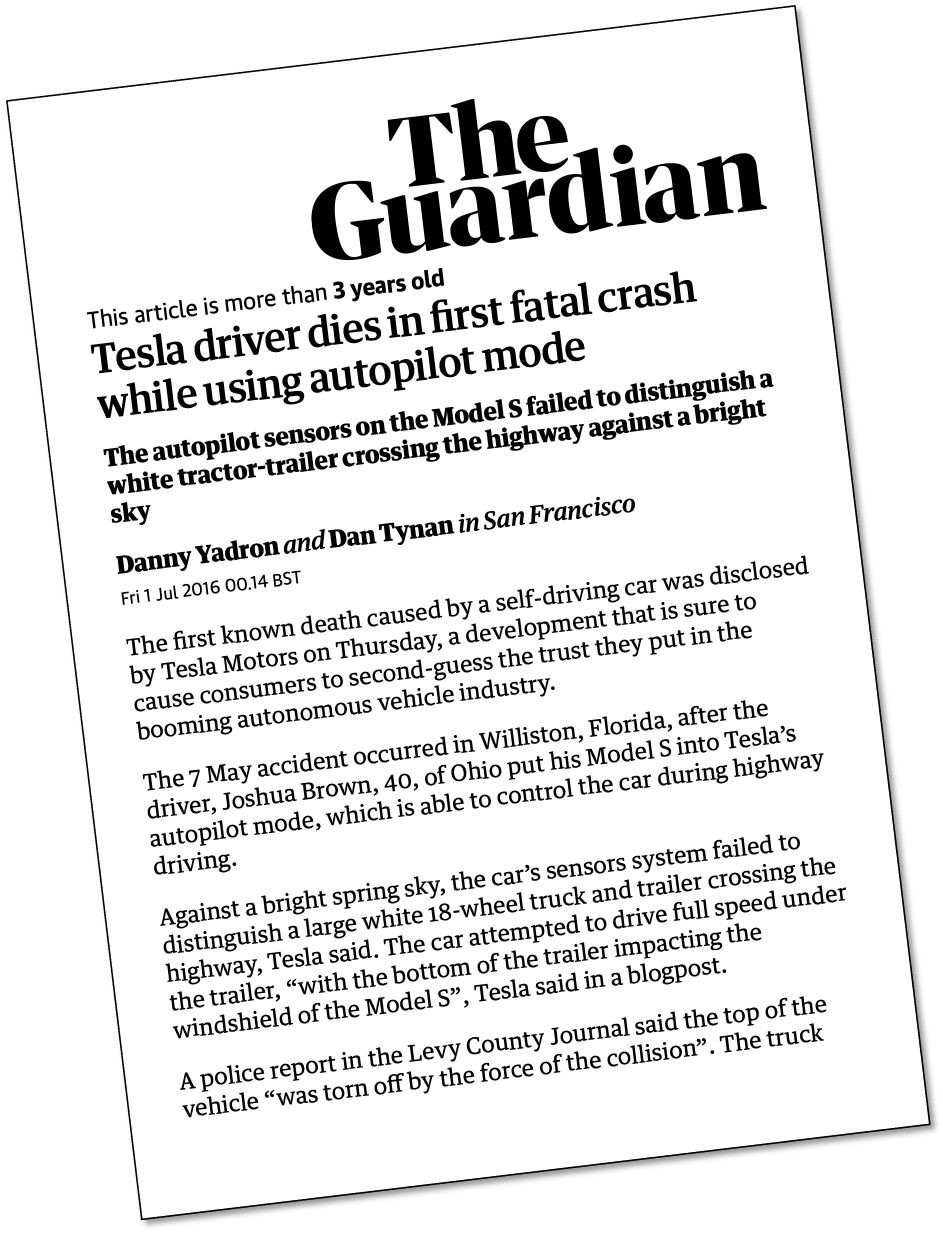 The
Guardian
This article is more than 3 years old
Tesla driver dies in first fatal crash
while using autopilot mode
The autopilot sensors on the Model S failed to distinguish a
white tractor-trailer crossing the highway against a bright
sky
Danny Yadron and Dan Tynan in San Francisco
Fri 1 Jul 2016 00.14 BST
The first known death caused by a self-driving car was disclosed
by Tesla Motors on Thursday, a development that is sure to
cause consumers to second-guess the trust they put in the
booming autonomous vehicle industry.
The 7 May accident occurred in Williston, Florida, after the
driver, Joshua Brown, 40, of Ohio put his Model S into Tesla’s
autopilot mode, which is able to control the car during highway
driving.
Against a bright spring sky, the car’s sensors system failed to
distinguish a large white 18-wheel truck and trailer crossing the
highway, Tesla said. The car attempted to drive full speed under
the trailer, “with the bottom of the trailer impacting the
windshield of the Model S”, Tesla said in a blogpost.
A police report in the Levy County Journal said the top of the
vehicle “was torn off by the force of the collision”. The truck